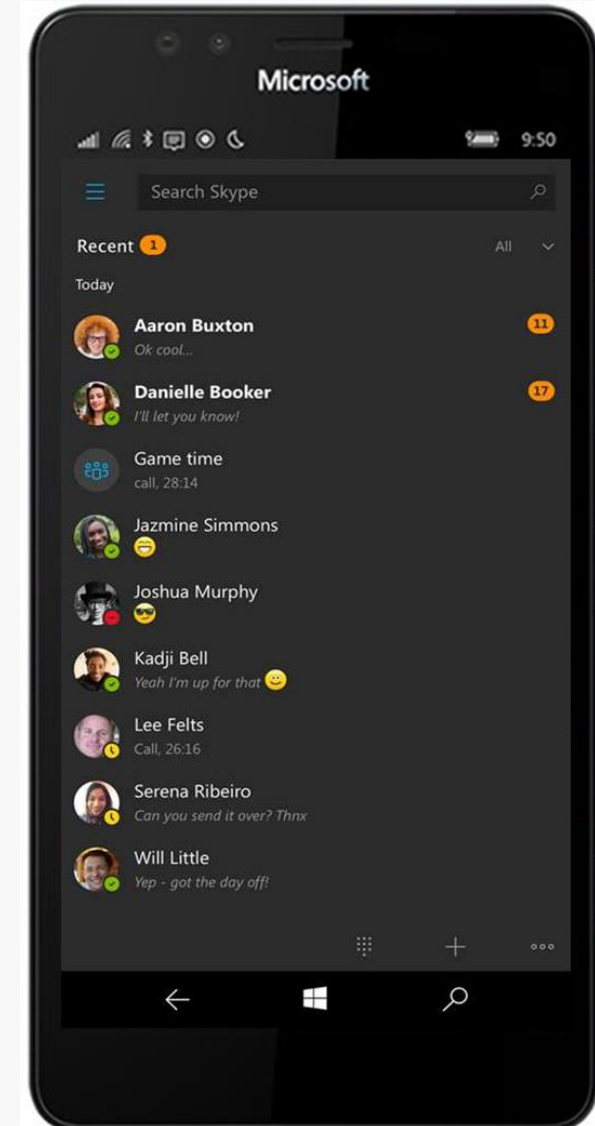 Microsoft
9:50
Search Skype
Recent 1
All
Today
Aaron Buxton
11
Ok cool...
Danielle Booker
17
I'll let you know!
Game time
call, 28:14
Jazmine Simmons
Joshua Murphy
Kadji Bell
Yeah I'm up for that
Lee Felts
Call, 26:16
Serena Ribeiro
Can you send it over? Thnx
Will Little
Yep - got the day off!